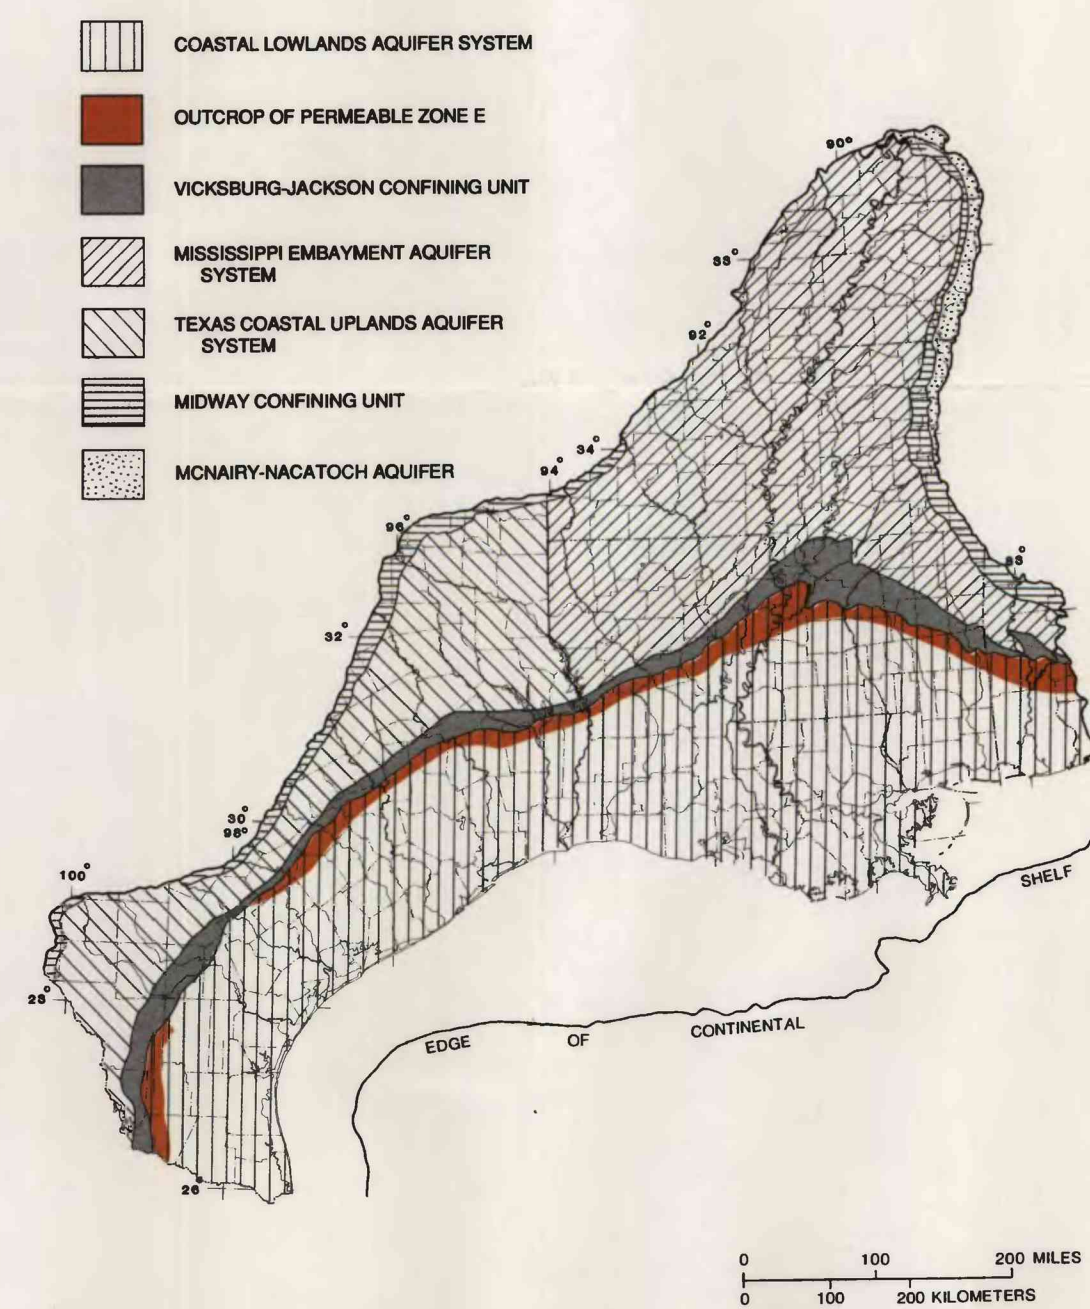 COASTAL LOWLANDS AQUIFER SYSTEM
OUTCROP OF PERMEABLE ZONE E
VICKSBURG-JACKSON CONFINING UNIT
MISSISSIPPI EMBAYMENT AQUIFER
SYSTEM
TEXAS COASTAL UPLANDS AQUIFER
SYSTEM
MIDWAY CONFINING UNIT
MCNAIRY-NACATOCH AQUIFER
90°
33°
92°
34°
94°
96°
88°
32°
30°
98°
100°
28°
26°
SHELF
CONTINENTAL
OF
EDGE
0 100 200 MILES
0 100 200 KILOMETERS